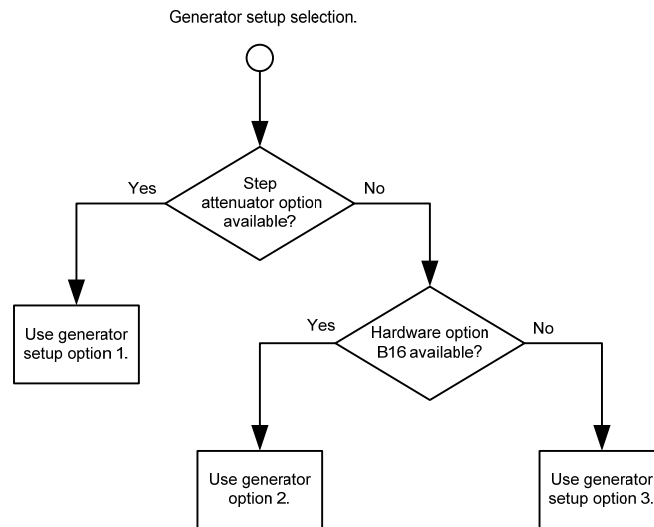 Generator setup selection.
Yes
Step
attenuator option
available?
No
Use generator
setup option 1.
Yes
Hardware option
B16 available?
No
Use generator
option 2.
Use generator
setup option 3.